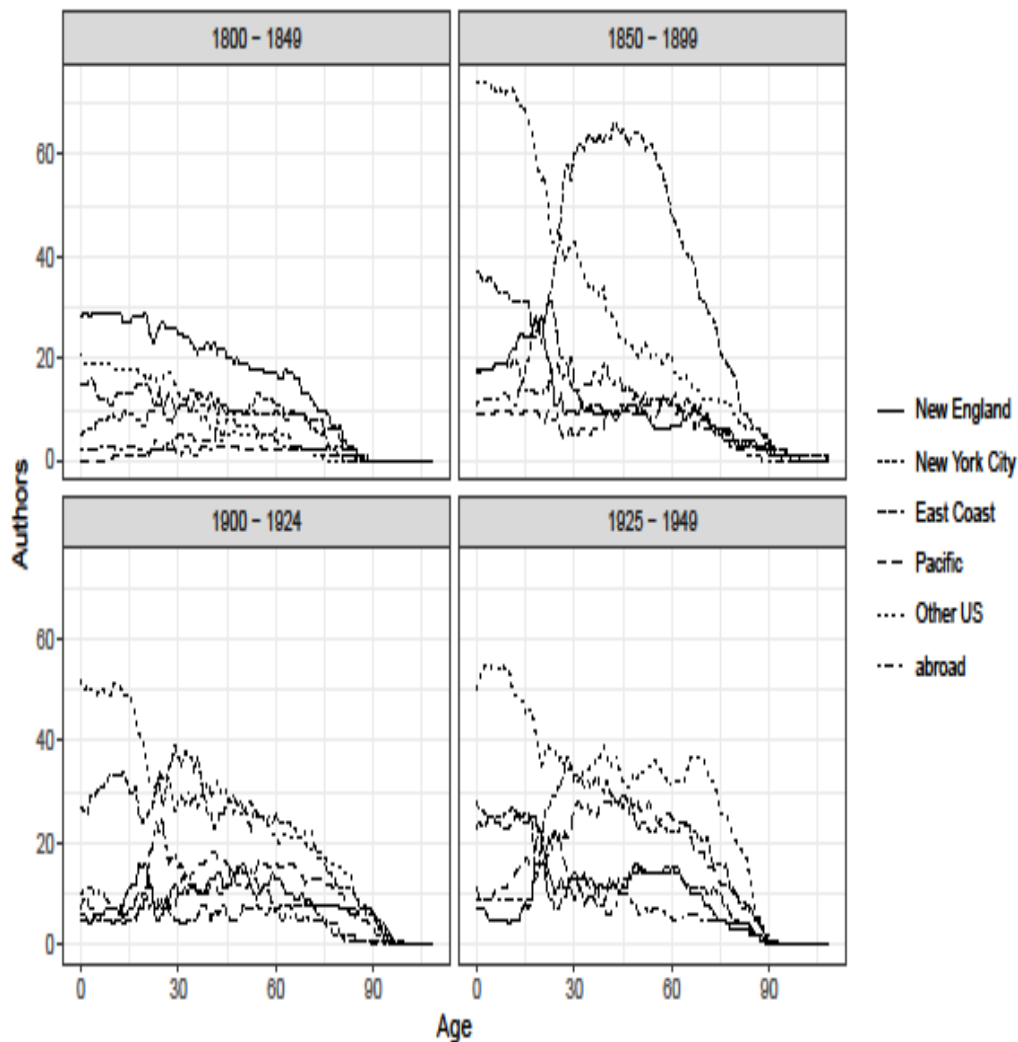 1800 – 1849
1850 – 1899
60
40
20
0
1900 – 1924
1925 – 1949
60
40
20
0
0
30
60
90
0
30
60
90
Age
Authors
New England
New York City
East Coast
Pacific
Other US
abroad